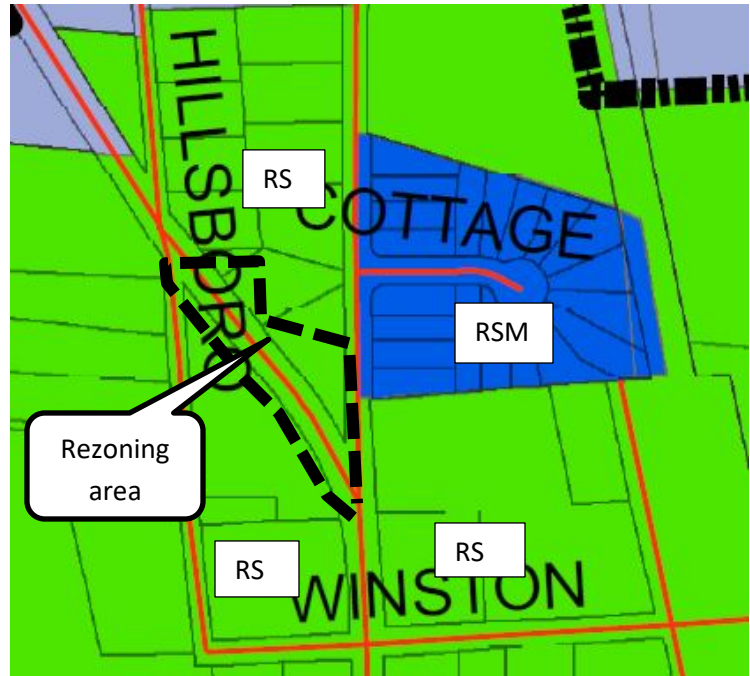 HILLSBORO
RS
COTTAGE
RSM
Rezoning
area
RS
RS
WINSTON